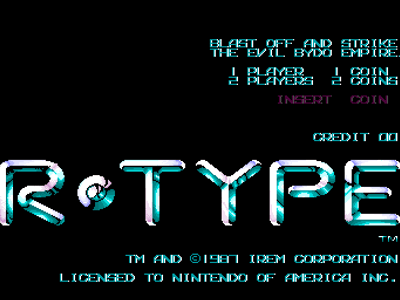 BLAST OFF AND STRIKE
THE EVIL BYDO EMPIRE.
1 PLAYER 1 COIN
2 PLAYERS 2 COINS
INSERT COIN
CREDIT 00
R•TYPE
TM
TM AND ©1987 IREM CORPORATION
LICENSED TO NINTENDO OF AMERICA INC.